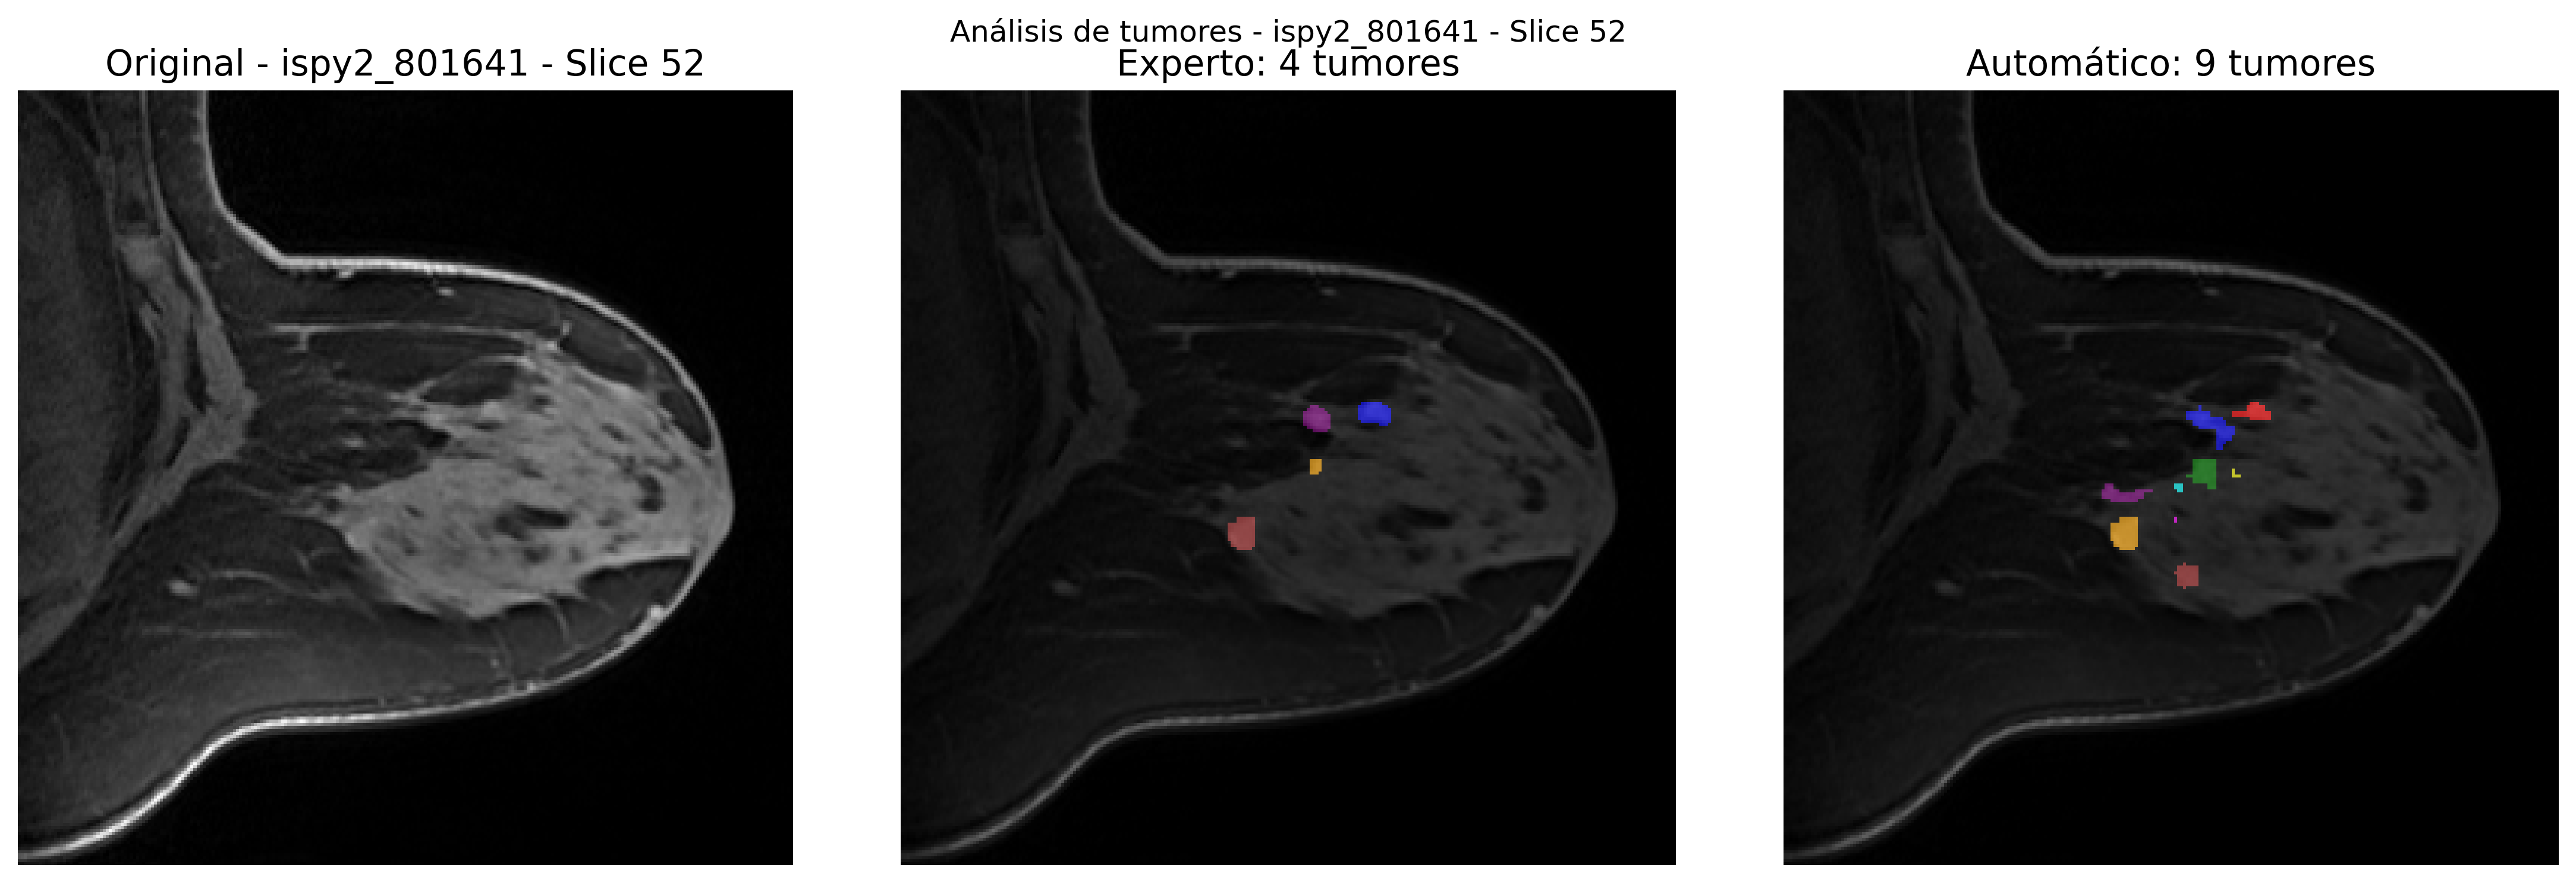 Análisis de tumores - ispy2_801641 - Slice 52
Original - ispy2_801641 - Slice 52
Experto: 4 tumores
Automático: 9 tumores